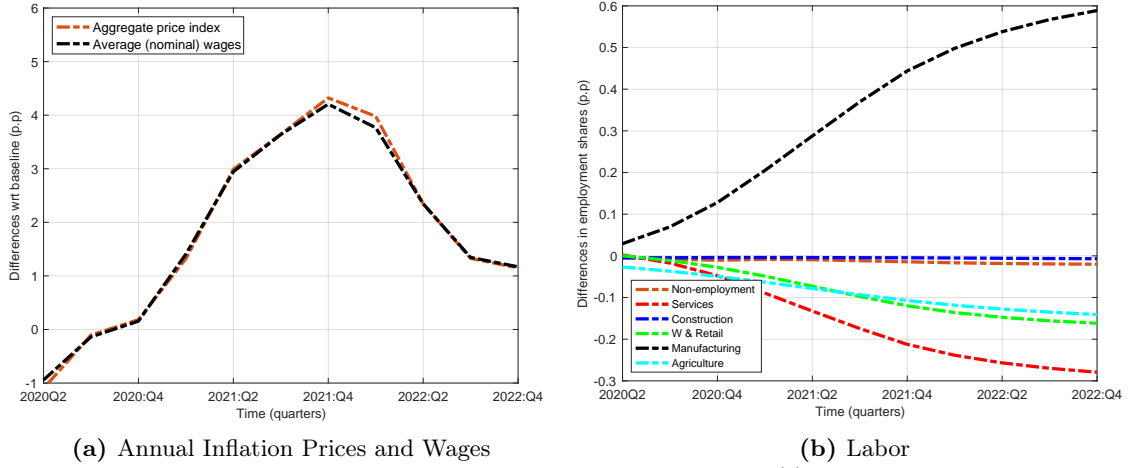 6
5
4
3
2
1
0
-1
Differences wrt baseline (p.p)
Aggregate price index
Average (nominal) wages
2020:Q2
2020:Q4
2021:Q2
2021:Q4
2022:Q2
2022:Q4
Time (quarters)
(a) Annual Inflation Prices and Wages
0.6
0.5
0.4
0.3
0.2
0.1
0
-0.1
-0.2
-0.3
Differences in employment shares (p.p)
Non-employment
Services
Construction
W & Retail
Manufacturing
Agriculture
2020:Q2
2020:Q4
2021:Q2
2021:Q4
2022:Q2
2022:Q4
Time (quarters)
(b) Labor